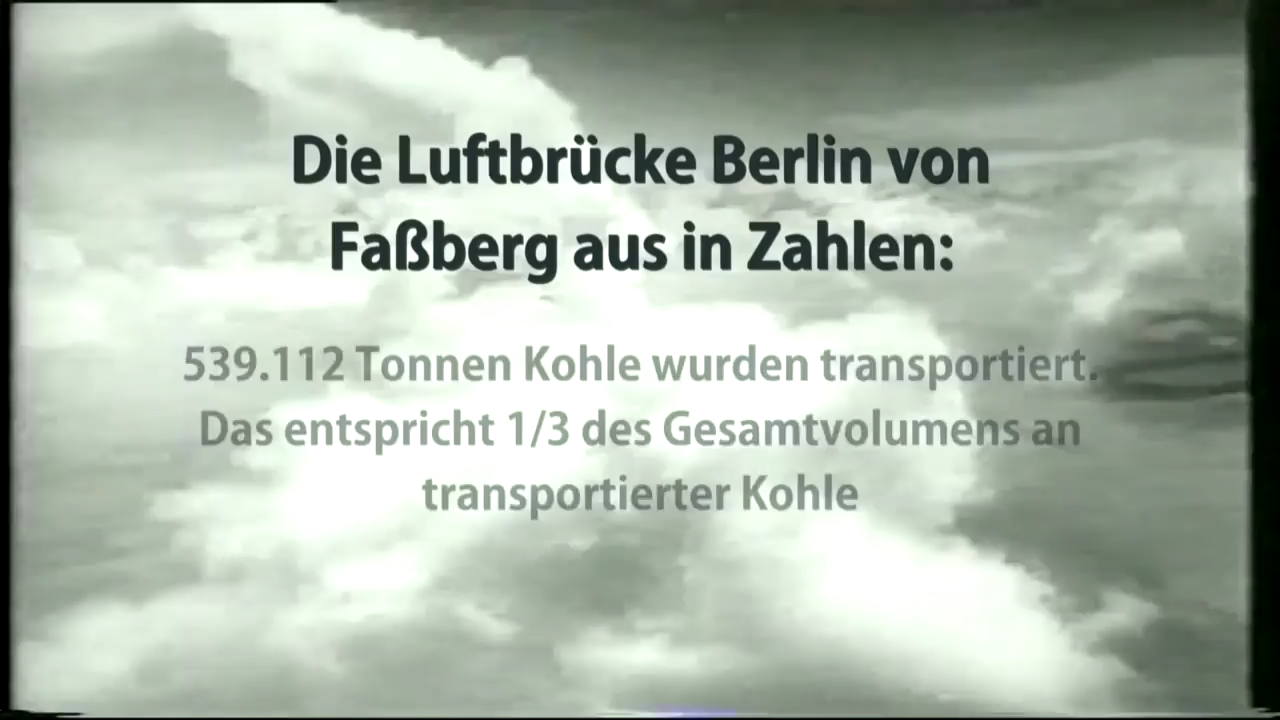 Die Luftbrücke Berlin von
Faßberg aus in Zahlen:
539.112 Tonnen Kohle wurden transportiert.
Das entspricht 1/3 des Gesamtvolumens an
transportierter Kohle